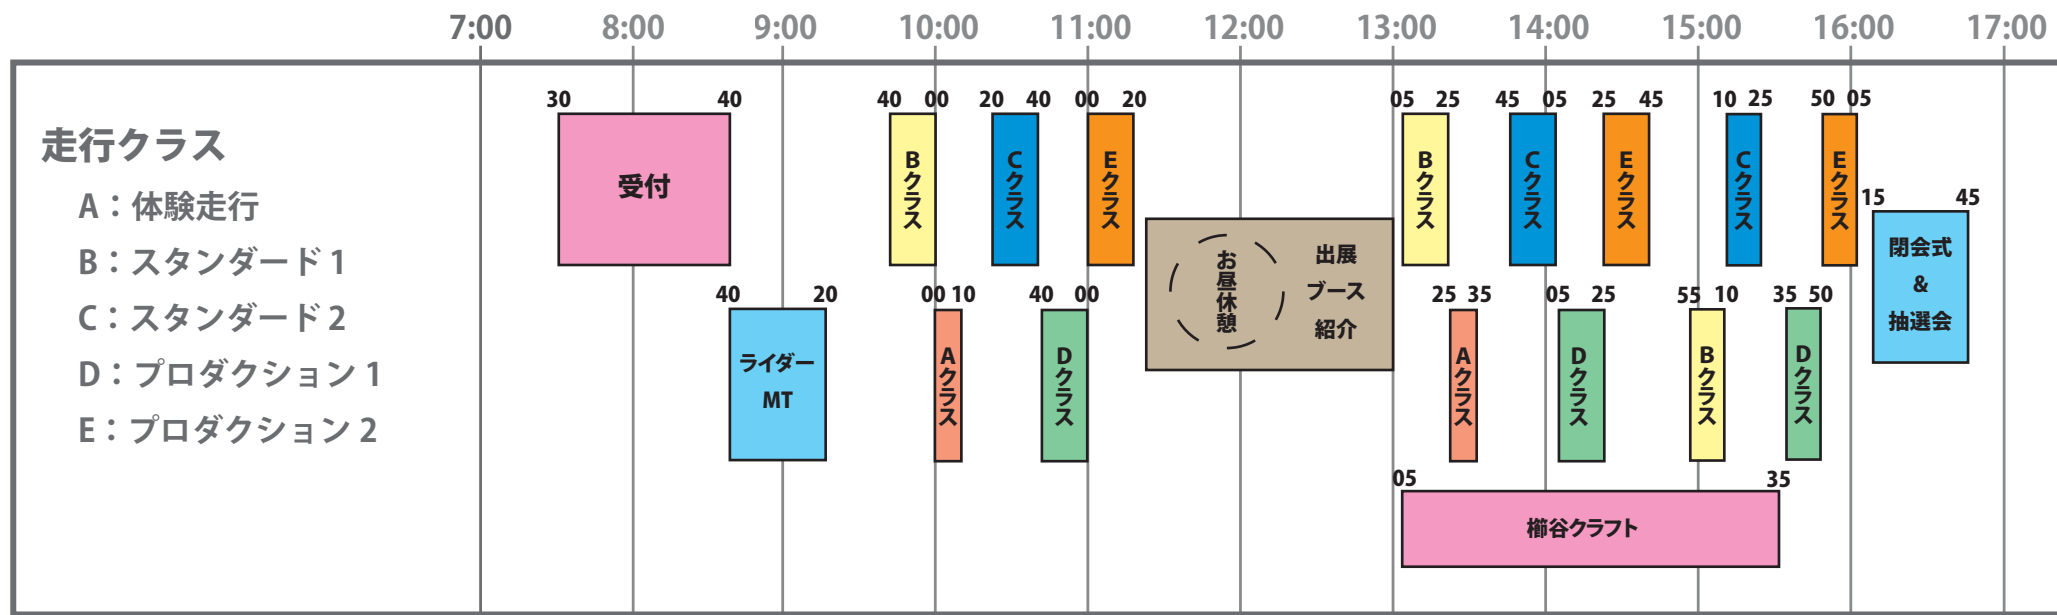 7:00 8:00 9:00 10:00 11:00 12:00 13:00 14:00 15:00 16:00 17:00
走行クラス
A：体験走行
B：スタンダード 1
C：スタンダード 2
D：プロダクション 1
E：プロダクション 2
30 40
受付
40 20
ライダー
MT
40 00
Bクラス
00 10
Aクラス
20 40
Cクラス
40 00
Dクラス
00 20
Eクラス
お昼休憩
出展
ブース
紹介
05 25
Bクラス
25 35
Aクラス
45 05
Cクラス
05 25
Dクラス
25 45
Eクラス
55 10
Bクラス
10 25
Cクラス
35 50
Dクラス
50 05
Eクラス
05 35
櫛谷クラフト
15 45
閉会式
&
抽選会